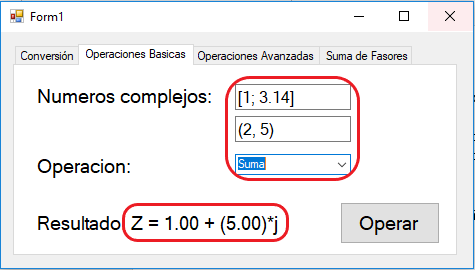 Form1
Conversión Operaciones Basicas Operaciones Avanzadas Suma de Fasores
Numeros complejos: [1; 3.14]
(2, 5)
Operacion: Suma
Resultado Z = 1.00 + (5.00)*j Operar